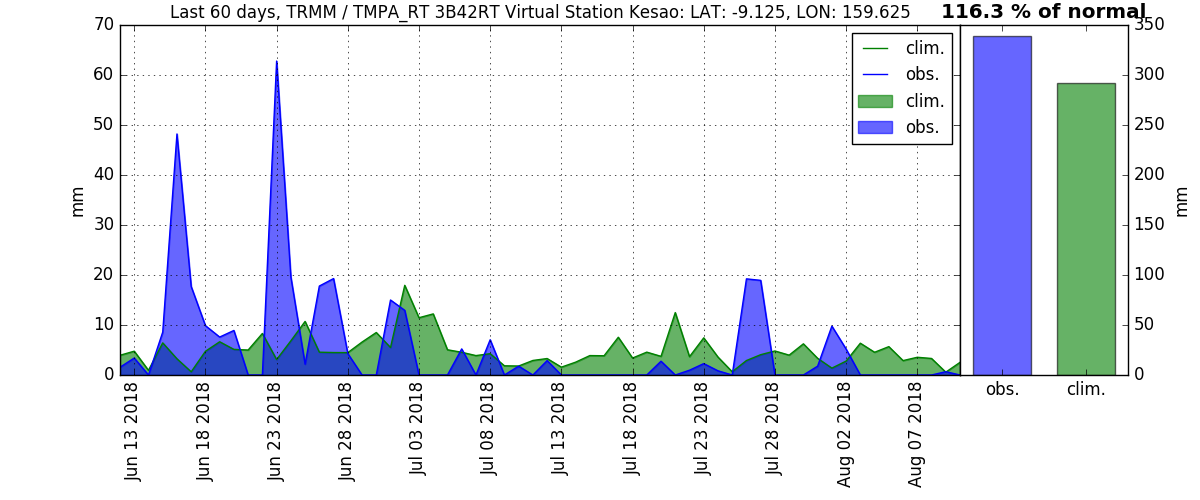 Last 60 days, TRMM / TMPA_RT 3B42RT Virtual Station Kesao: LAT: -9.125, LON: 159.625
116.3 % of normal
70
60
50
40
30
20
10
0
mm
clim.
obs.
clim.
obs.
350
300
250
200
150
100
50
0
mm
Jun 13 2018
Jun 18 2018
Jun 23 2018
Jun 28 2018
Jul 03 2018
Jul 08 2018
Jul 13 2018
Jul 18 2018
Jul 23 2018
Jul 28 2018
Aug 02 2018
Aug 07 2018
obs.
clim.